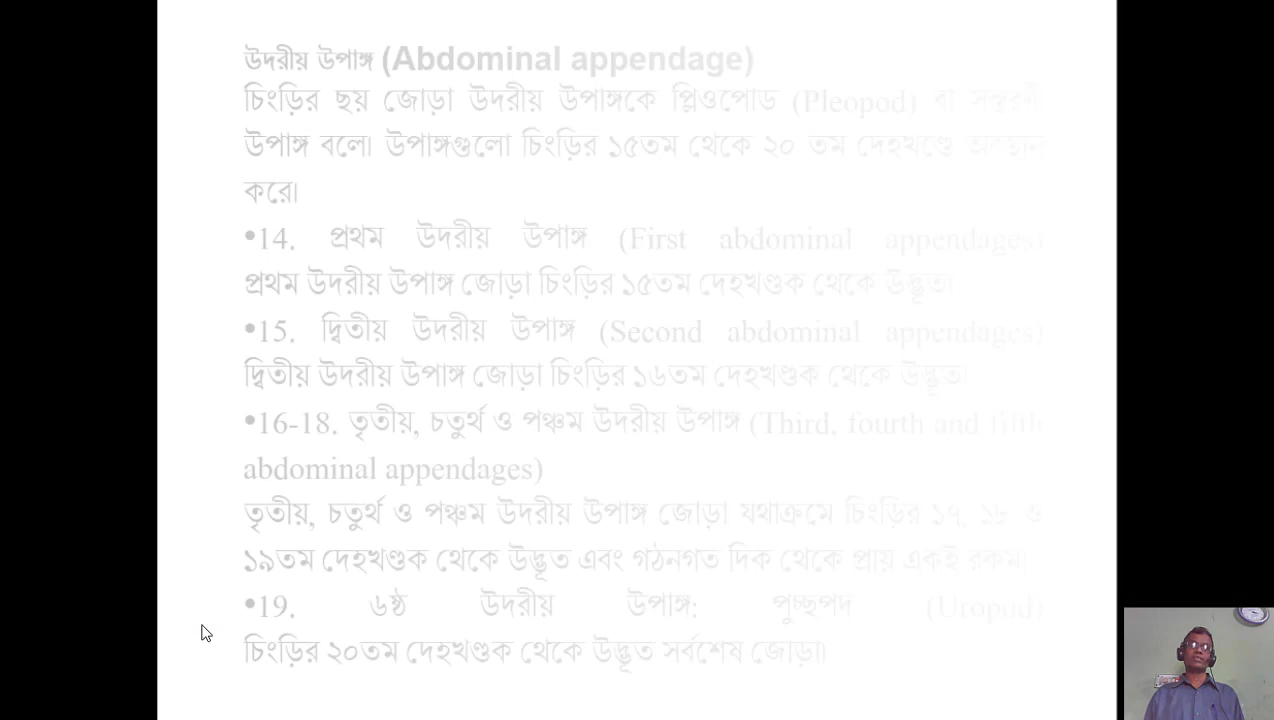 উদরীয় উপাঙ্গ (Abdominal appendage)
চিংড়ির ছয় জোড়া উদরীয় উপাঙ্গকে প্লিওপোড (Pleopod) বা সন্তরণী
উপাঙ্গ বলে। উপাঙ্গগুলো চিংড়ির ১৫তম থেকে ২০ তম দেহখণ্ডে অবস্থান
করে।
•14. প্রথম উদরীয় উপাঙ্গ (First abdominal appendages)
প্রথম উদরীয় উপাঙ্গ জোড়া চিংড়ির ১৫তম দেহখণ্ডক থেকে উদ্ভূত।
•15. দ্বিতীয় উদরীয় উপাঙ্গ (Second abdominal appendages)
দ্বিতীয় উদরীয় উপাঙ্গ জোড়া চিংড়ির ১৬তম দেহখণ্ডক থেকে উদ্ভূত।
•16-18. তৃতীয়, চতুর্থ ও পঞ্চম উদরীয় উপাঙ্গ (Third, fourth and fifth
abdominal appendages)
তৃতীয়, চতুর্থ ও পঞ্চম উদরীয় উপাঙ্গ জোড়া যথাক্রমে চিংড়ির ১৭, ১৮ ও
১৯তম দেহখণ্ডক থেকে উদ্ভূত এবং গঠনগত দিক থেকে প্রায় একই রকম।
•19. ৬ষ্ঠ উদরীয় উপাঙ্গ: পুচ্ছপদ (Uropod)
চিংড়ির ২০তম দেহখণ্ডক থেকে উদ্ভূত সর্বশেষ জোড়া।